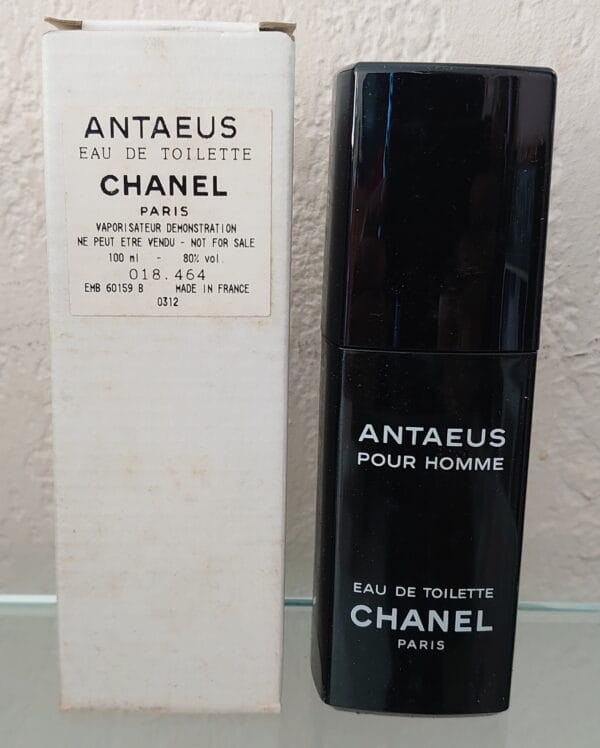 ANTAEUS
EAU DE TOILETTE
CHANEL
PARIS
VAPORISATEUR DEMONSTRATION
NE PEUT ETRE VENDU - NOT FOR SALE
100 ml - 80% vol.
018.464
EMB 60159 B MADE IN FRANCE
0312
ANTAEUS
POUR HOMME
EAU DE TOILETTE
CHANEL
PARIS